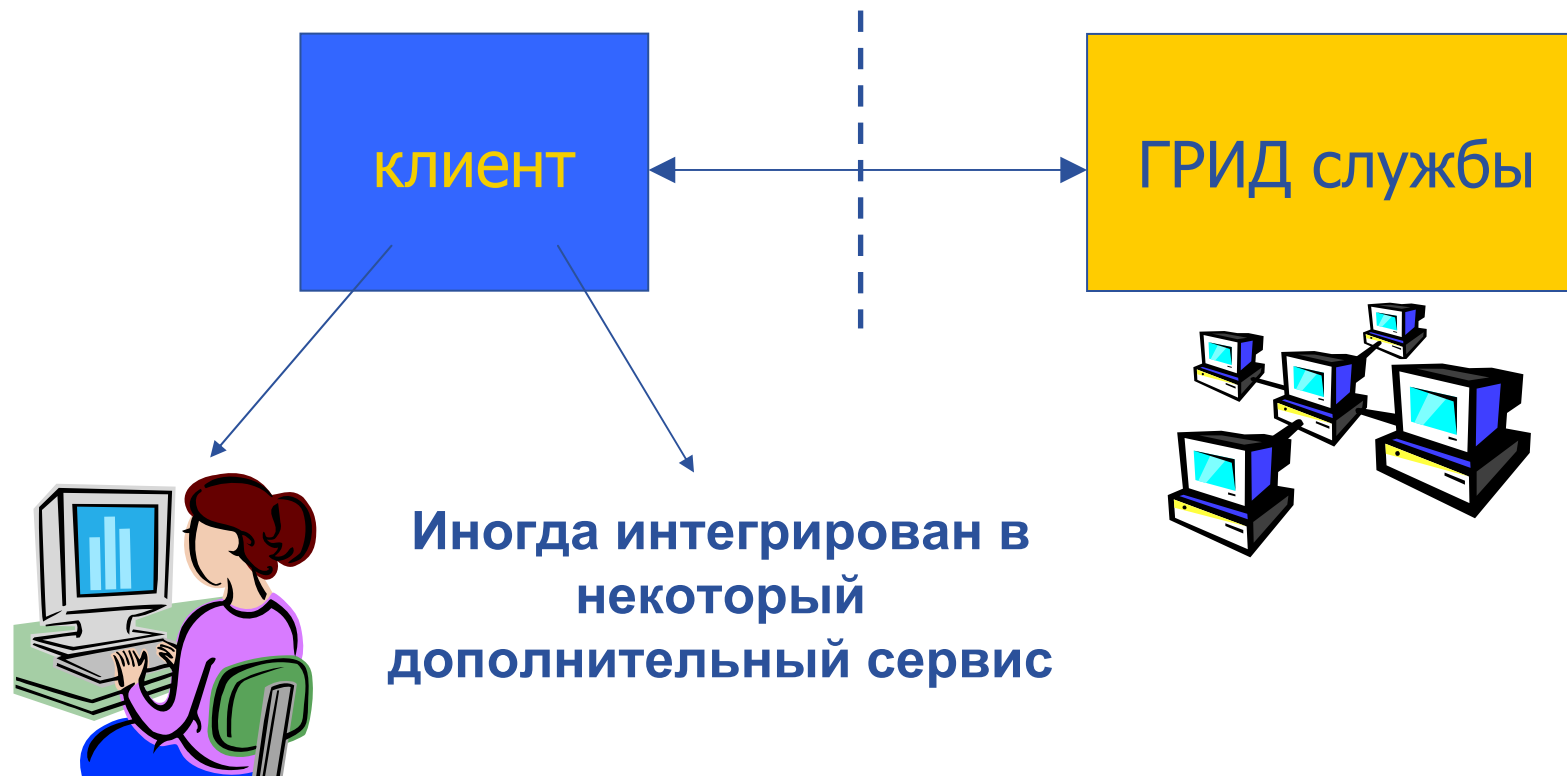 клиент
ГРИД службы
Иногда интегрирован в
некоторый
дополнительный сервис